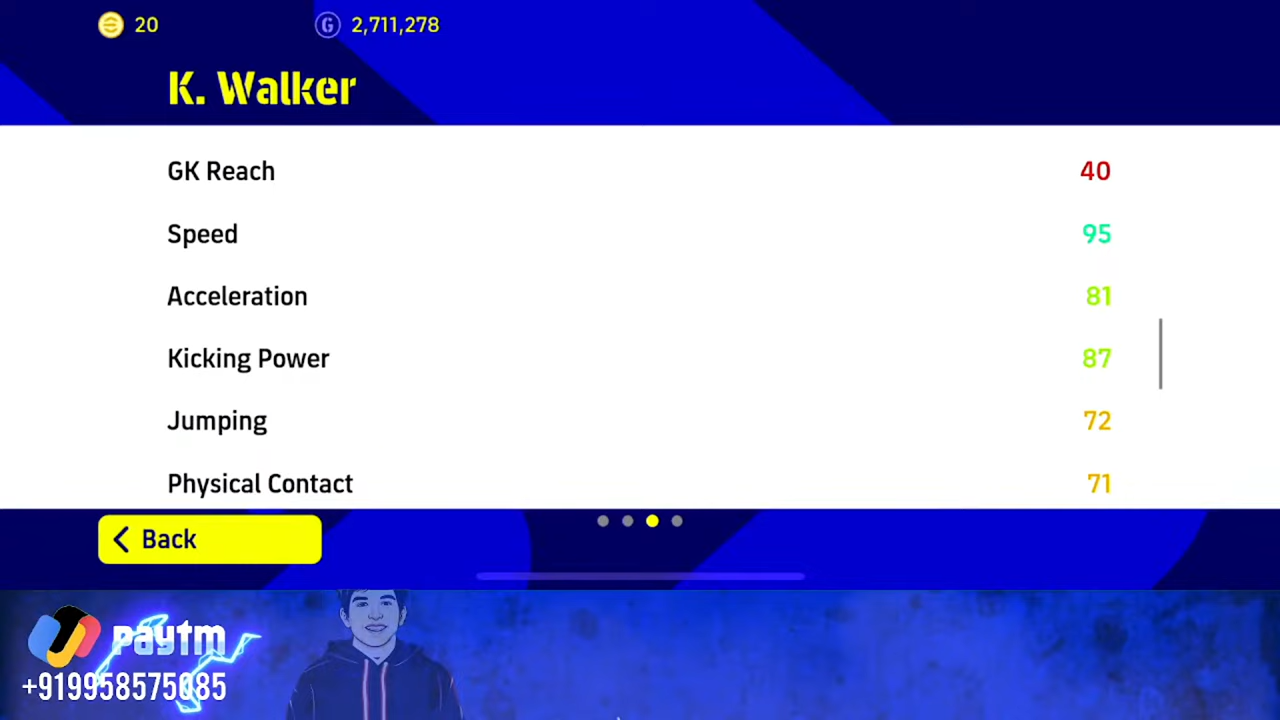 20 2,711,278
K. Walker
GK Reach 40
Speed 95
Acceleration 81
Kicking Power 87
Jumping 72
Physical Contact 71
Back
paytm
+919958575085